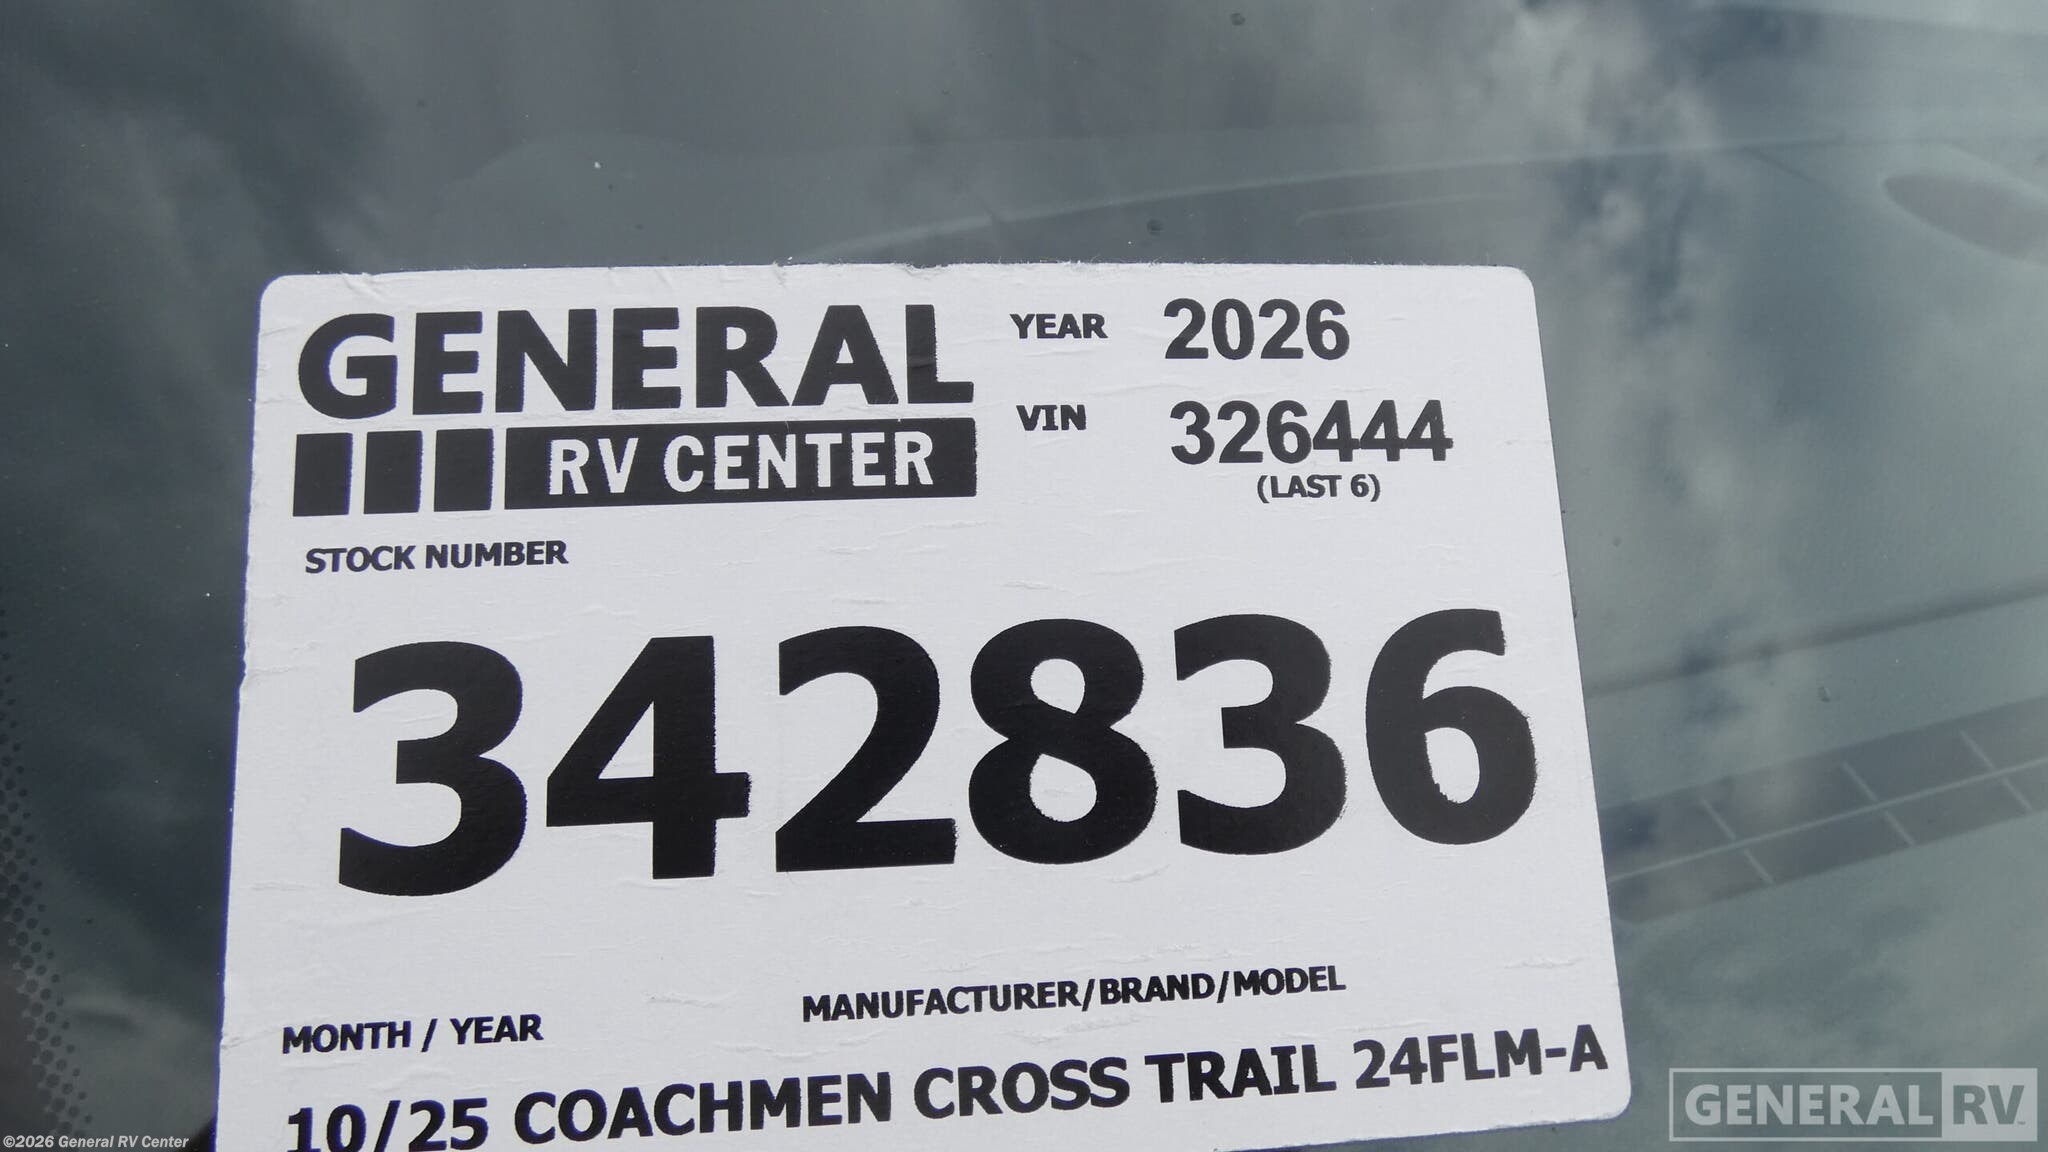 GENERAL
RV CENTER
YEAR 2026
VIN 326444
(LAST 6)
STOCK NUMBER
342836
MONTH / YEAR
MANUFACTURER/BRAND/MODEL
10/25 COACHMEN CROSS TRAIL 24FLM-A
©2026 General RV Center
GENERAL RV